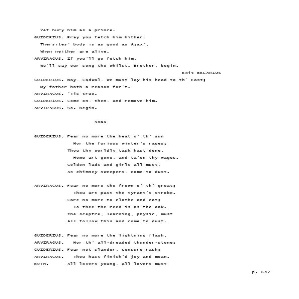 Yet bury him as a prince.
GUIDERIUS. Pray you fetch him hither.
Thersites' body is as good as Ajax',
When neither are alive.
ARVIRAGUS. If you'll go fetch him,
We'll say our song the whilst. Brother, begin.
Exit BELARIUS
GUIDERIUS. Nay, Cadwal, we must lay his head to th' East;
My father hath a reason for't.
ARVIRAGUS. 'Tis true.
GUIDERIUS. Come on, then, and remove him.
ARVIRAGUS. So. Begin.
SONG
GUIDERIUS. Fear no more the heat o' th' sun
Nor the furious winter's rages;
Thou thy worldly task hast done,
Home art gone, and ta'en thy wages.
Golden lads and girls all must,
As chimney-sweepers, come to dust.
ARVIRAGUS. Fear no more the frown o' th' great;
Thou art past the tyrant's stroke.
Care no more to clothe and eat;
To thee the reed is as the oak.
The sceptre, learning, physic, must
All follow this and come to dust.
GUIDERIUS. Fear no more the lightning flash,
ARVIRAGUS. Nor th' all-dreaded thunder-stone;
GUIDERIUS. Fear not slander, censure rash;
ARVIRAGUS. Thou hast finish'd joy and moan.
BOTH. All lovers young, all lovers must